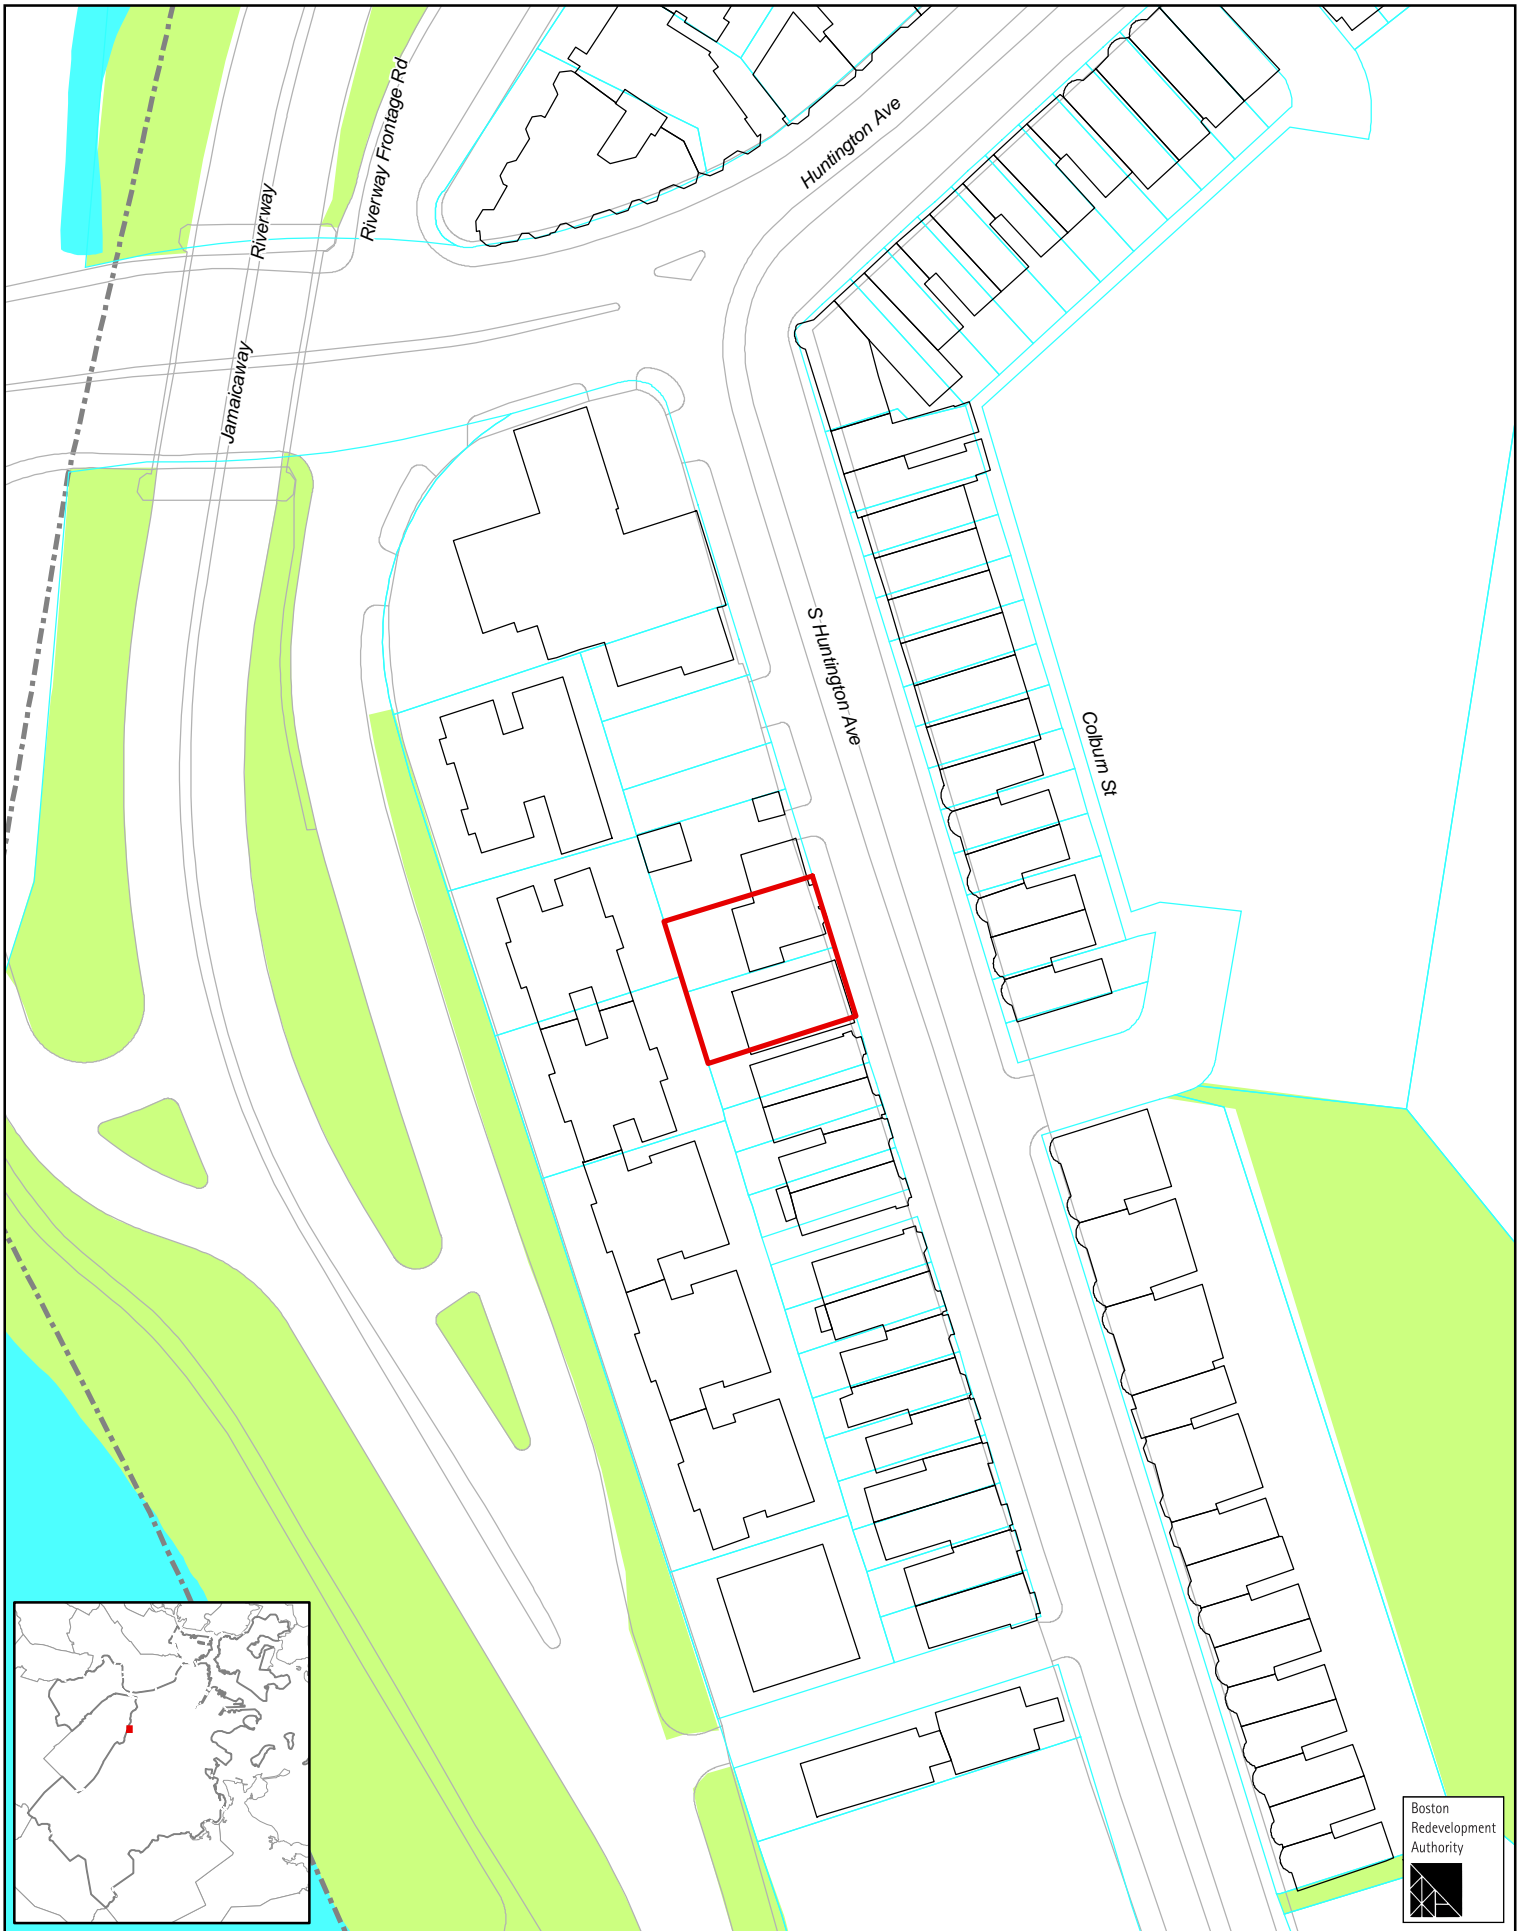 Riverway Frontage Rd
Huntington Ave
Riverway
Jamaicaway
S Huntington Ave
Colburn St
Boston
Redevelopment
Authority